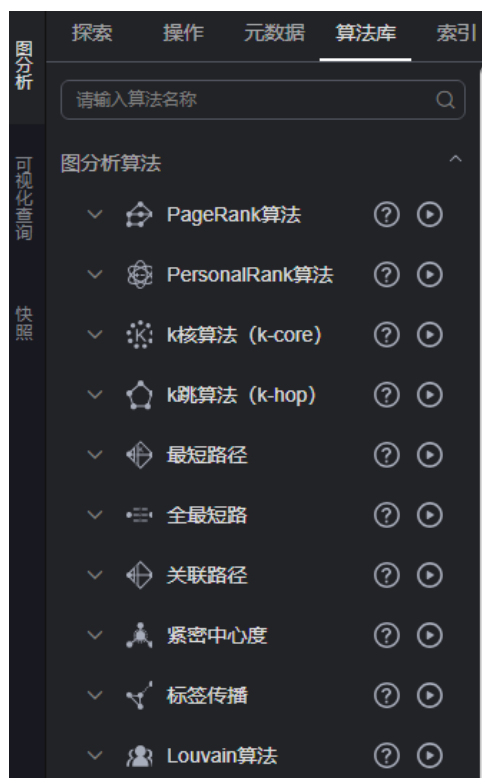 探索 操作 元数据 算法库 索引
图分析
可视化查询
快照
请输入算法名称
图分析算法
PageRank算法
PersonalRank算法
k核算法（k-core）
k跳算法（k-hop）
最短路径
全最短路
关联路径
紧密中心度
标签传播
Louvain算法